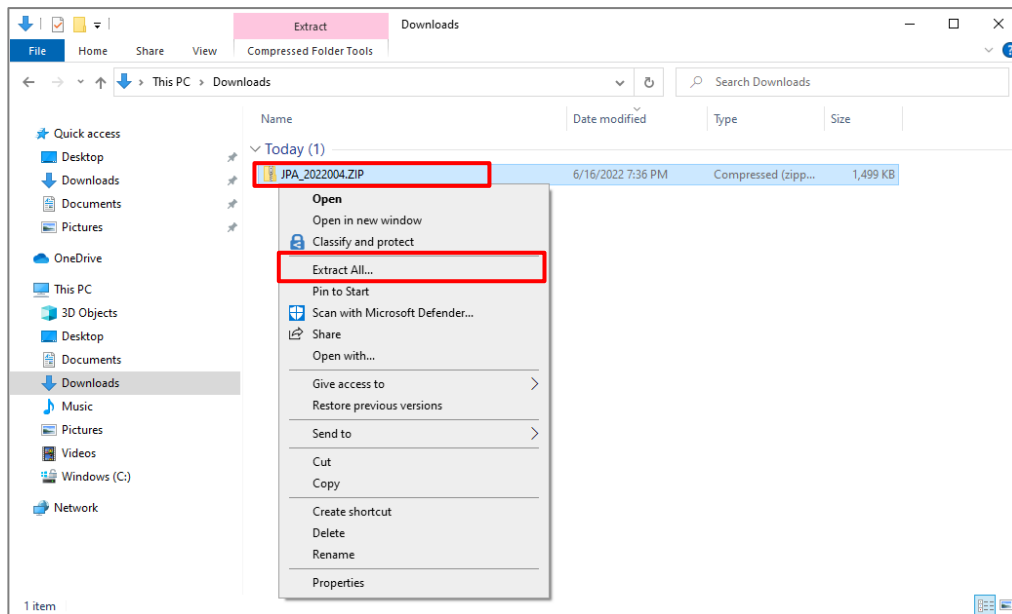 Extract
Downloads
File
Home
Share
View
Compressed Folder Tools
This PC
Downloads
Search Downloads
Name
Date modified
Type
Size
Quick access
Desktop
Downloads
Documents
Pictures
OneDrive
This PC
3D Objects
Desktop
Documents
Downloads
Music
Pictures
Videos
Windows (C:)
Network
Today (1)
JPA_2022004.ZIP
6/16/2022 7:36 PM
Compressed (zipp...
1,499 KB
Open
Open in new window
Classify and protect
Extract All...
Pin to Start
Scan with Microsoft Defender...
Share
Open with...
Give access to
Restore previous versions
Send to
Cut
Copy
Create shortcut
Delete
Rename
Properties
1 item